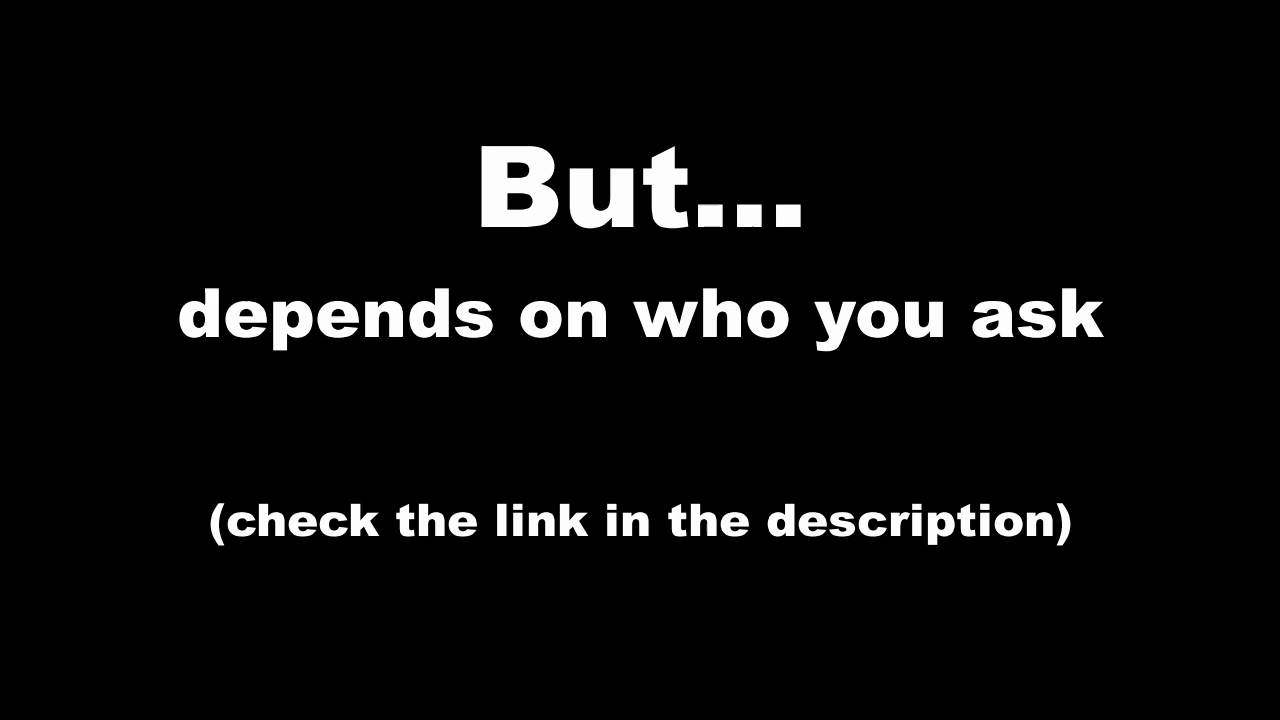 But...
depends on who you ask
(check the link in the description)